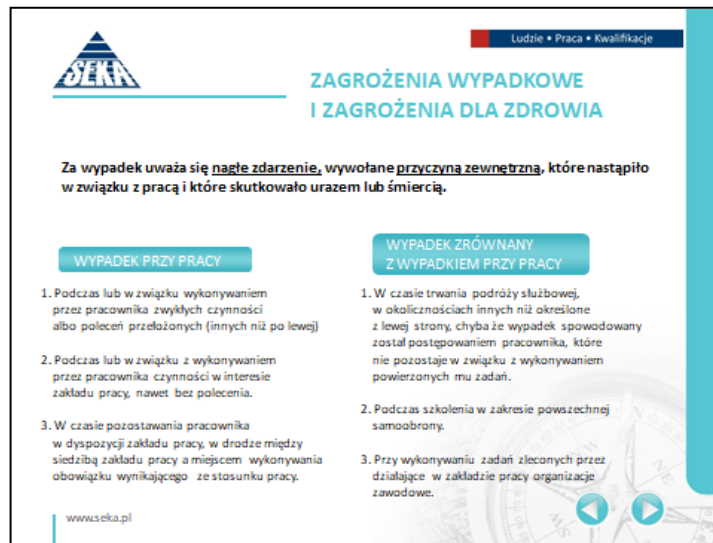 SEKA
Ludzie • Praca • Kwalifikacje
ZAGROŻENIA WYPADKOWE
I ZAGROŻENIA DLA ZDROWIA
Za wypadek uważa się nagłe zdarzenie, wywołane przyczyną zewnętrzną, które nastąpiło
w związku z pracą i które skutkowało urazem lub śmiercią.
WYPADEK PRZY PRACY
1. Podczas lub w związku wykonywaniem
przez pracownika zwykłych czynności
albo poleceń przełożonych (innych niż po lewej)
2. Podczas lub w związku z wykonywaniem
przez pracownika czynności w interesie
zakładu pracy, nawet bez polecenia.
3. W czasie pozostawania pracownika
w dyspozycji zakładu pracy, w drodze między
siedzibą zakładu pracy a miejscem wykonywania
obowiązku wynikającego ze stosunku pracy.
WYPADEK ZRÓWNANY
Z WYPADKIEM PRZY PRACY
1. W czasie trwania podróży służbowej,
w okolicznościach innych niż określone
z lewej strony, chyba że wypadek spowodowany
został postępowaniem pracownika, które
nie pozostaje w związku z wykonywaniem
powierzonych mu zadań.
2. Podczas szkolenia w zakresie powszechnej
samoobrony.
3. Przy wykonywaniu zadań zleconych przez
działające w zakładzie pracy organizacje
zawodowe.
www.seka.pl